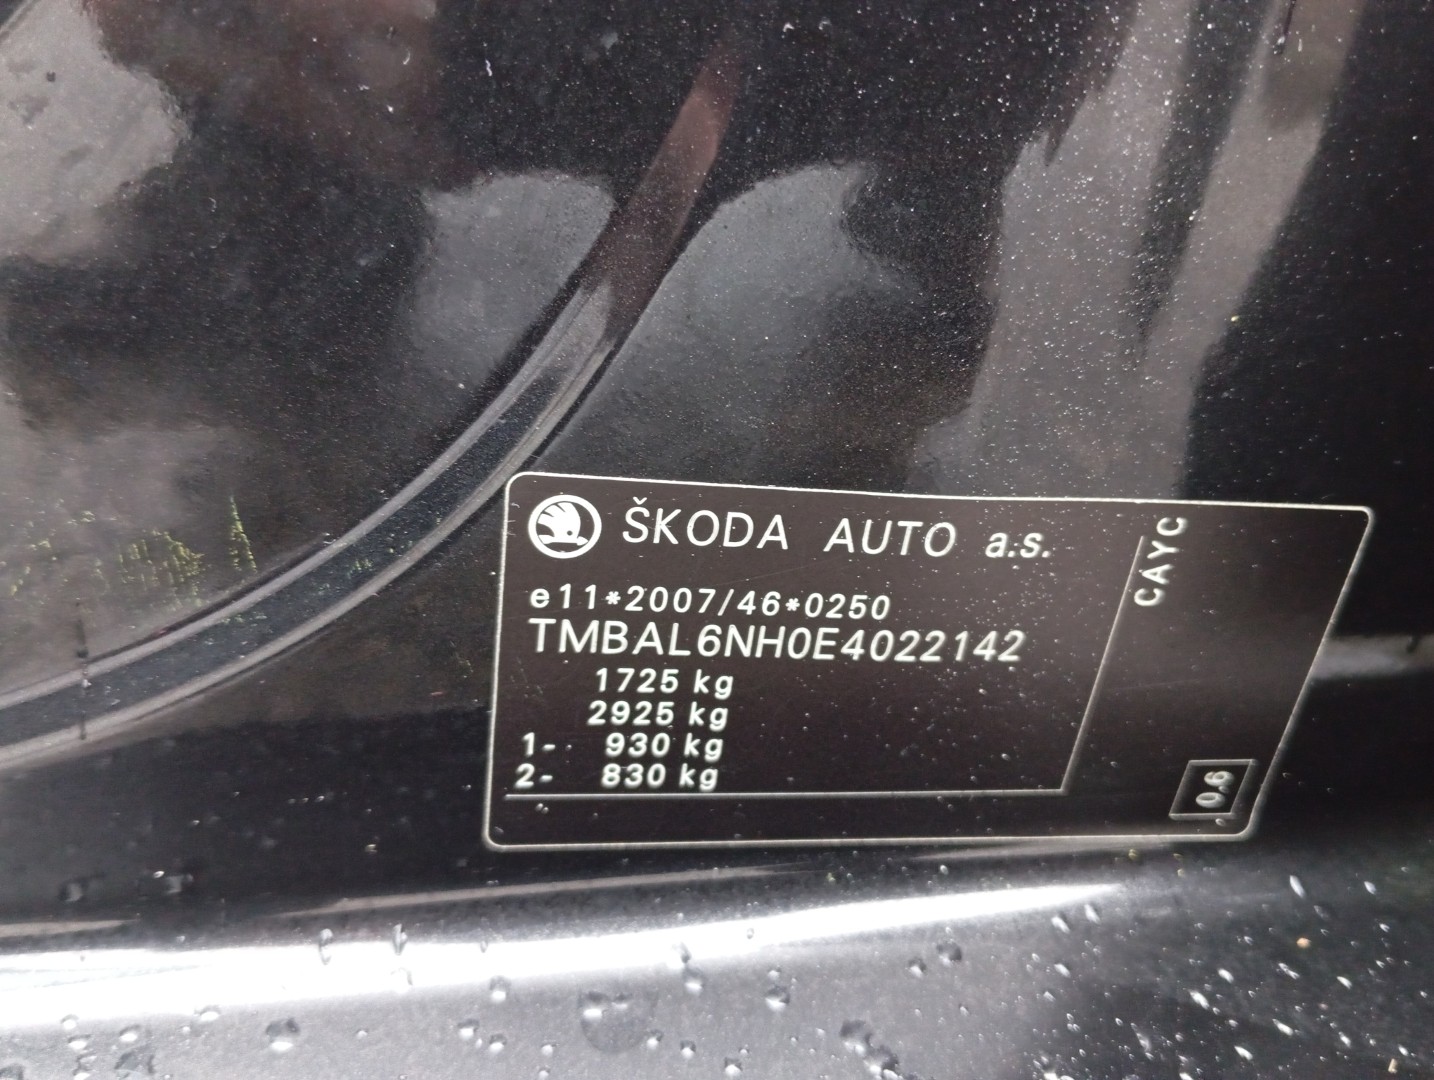 ŠKODA AUTO a.s.
e11*2007/46*0250
TMBAL6NH0E4022142
1725 kg
2925 kg
1- 930 kg
2- 830 kg
CAYC
0,6